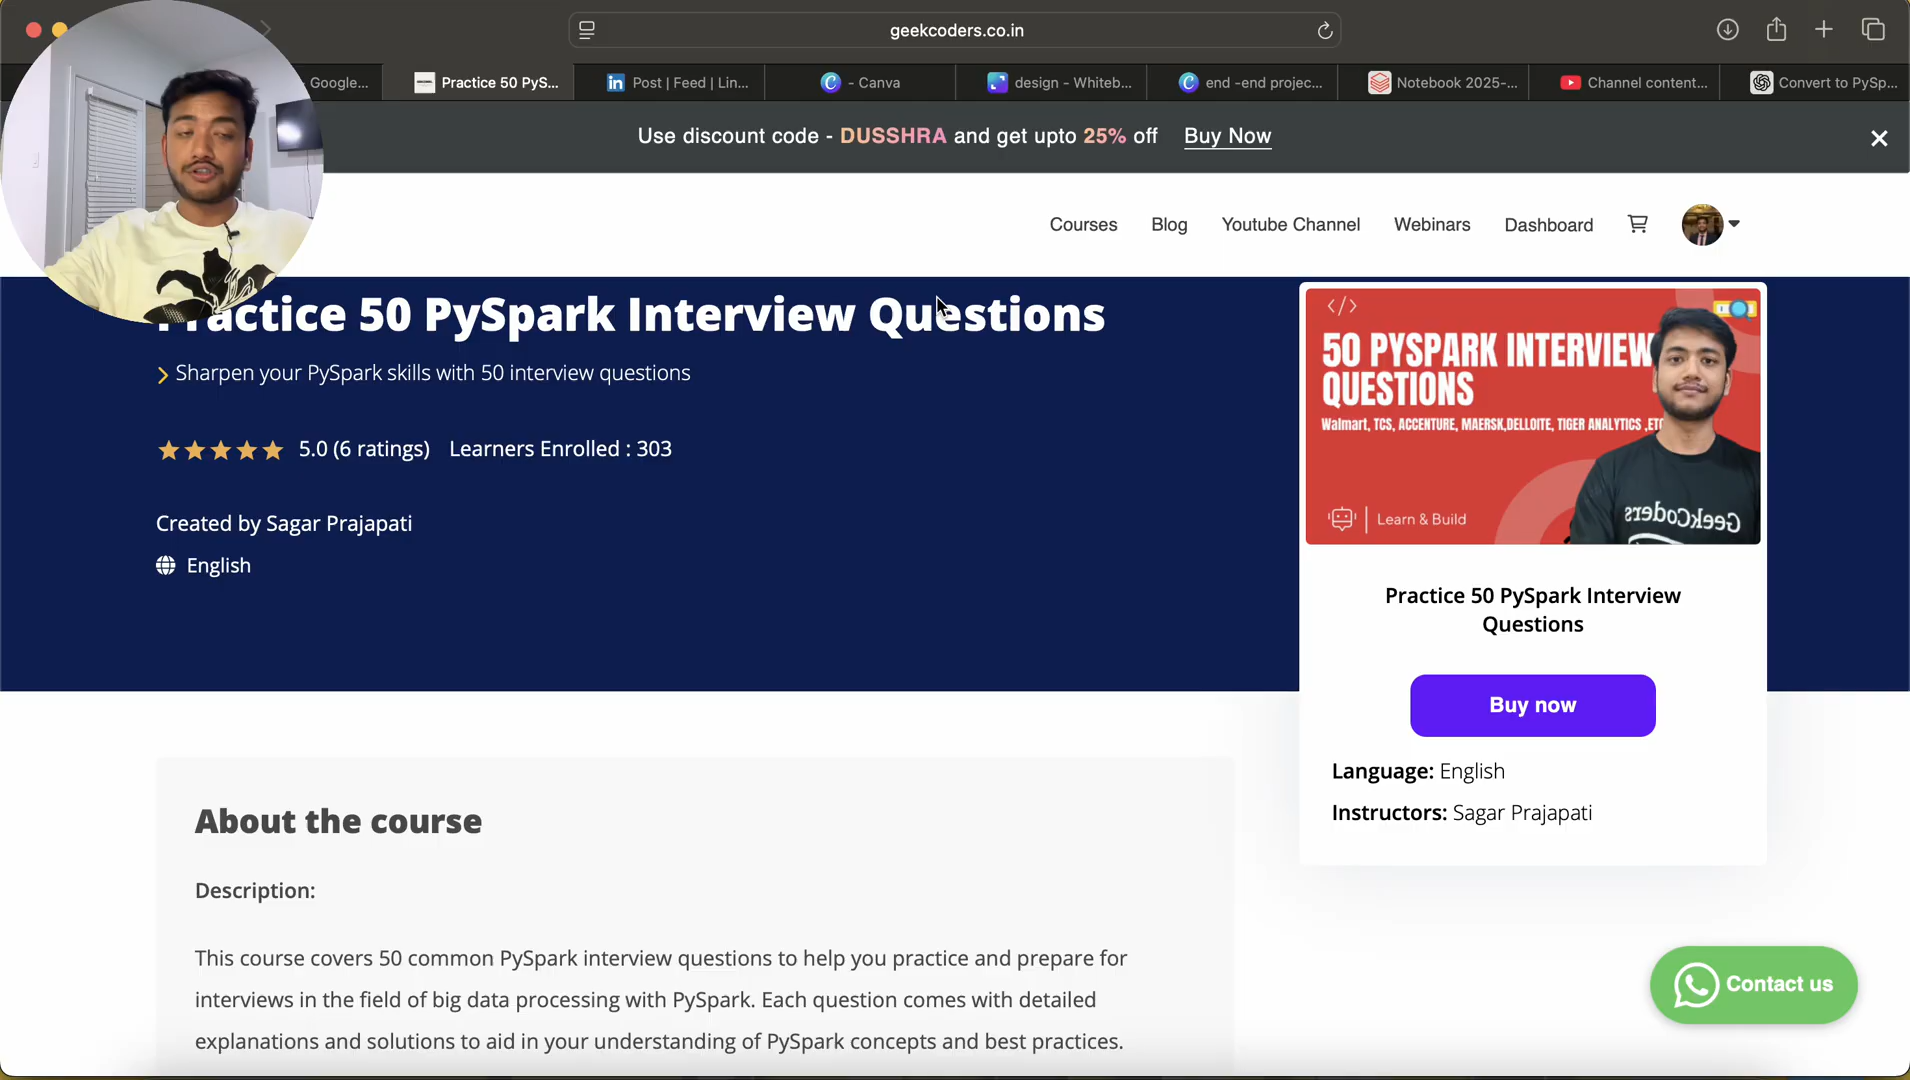 geekcoders.co.in
Google...
Practice 50 PyS...
Post | Feed | Lin...
- Canva
design - Whiteb...
end -end projec...
Notebook 2025-...
Channel content...
Convert to PySp...
Use discount code - DUSSHRA and get upto 25% off Buy Now
Courses Blog Youtube Channel Webinars Dashboard
Practice 50 PySpark Interview Questions
Sharpen your PySpark skills with 50 interview questions
5.0 (6 ratings) Learners Enrolled : 303
Created by Sagar Prajapati
English
</>
50 PYSPARK INTERVIEW
QUESTIONS
Walmart, TCS, ACCENTURE, MAERSK,DELLOITE, TIGER ANALYTICS ,ETC
Learn & Build
GeekCoders
Practice 50 PySpark Interview
Questions
Buy now
Language: English
Instructors: Sagar Prajapati
About the course
Description:
This course covers 50 common PySpark interview questions to help you practice and prepare for
interviews in the field of big data processing with PySpark. Each question comes with detailed
explanations and solutions to aid in your understanding of PySpark concepts and best practices.
Contact us